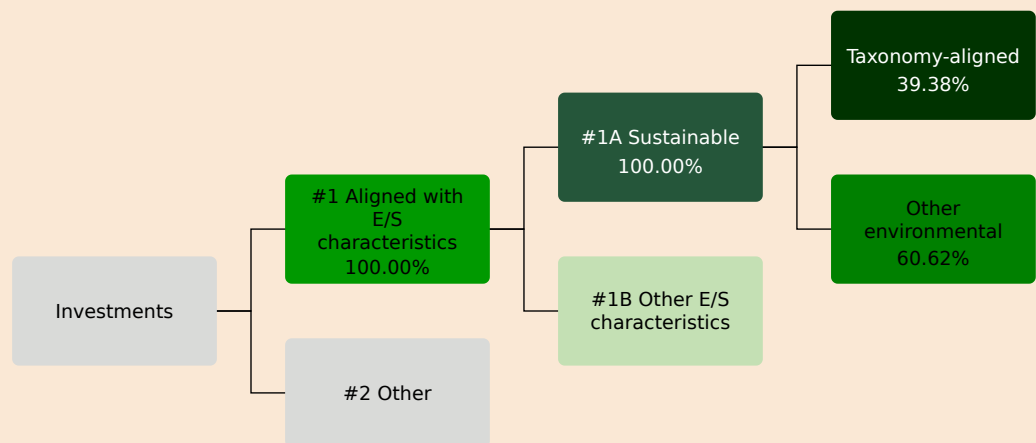 Taxonomy-aligned
39.38%
#1A Sustainable
100.00%
#1 Aligned with
E/S
characteristics
100.00%
Other
environmental
60.62%
Investments
#1B Other E/S
characteristics
#2 Other